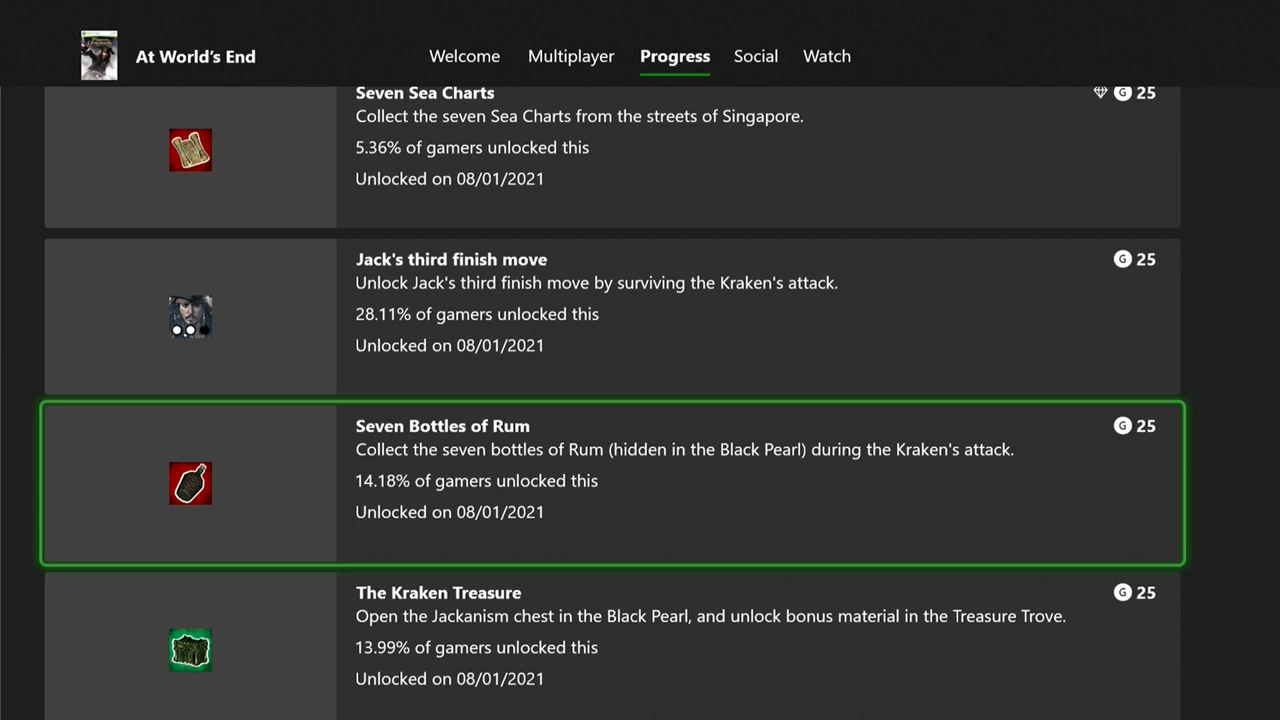 At World's End
Welcome
Multiplayer
Progress
Social
Watch
Seven Sea Charts
G 25
Collect the seven Sea Charts from the streets of Singapore.
5.36% of gamers unlocked this
Unlocked on 08/01/2021
Jack's third finish move
G 25
Unlock Jack's third finish move by surviving the Kraken's attack.
28.11% of gamers unlocked this
Unlocked on 08/01/2021
Seven Bottles of Rum
G 25
Collect the seven bottles of Rum (hidden in the Black Pearl) during the Kraken's attack.
14.18% of gamers unlocked this
Unlocked on 08/01/2021
The Kraken Treasure
G 25
Open the Jackanism chest in the Black Pearl, and unlock bonus material in the Treasure Trove.
13.99% of gamers unlocked this
Unlocked on 08/01/2021